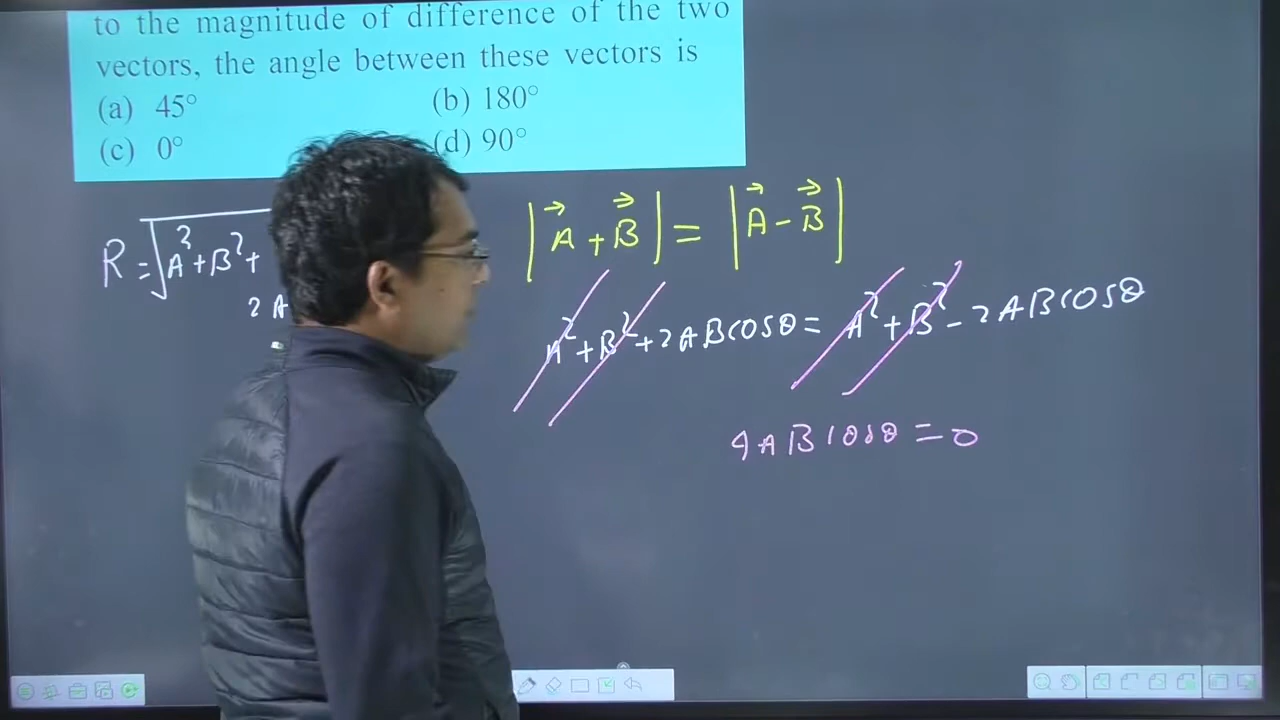 to the magnitude of difference of the two
vectors, the angle between these vectors is
(a) 45° (b) 180°
(c) 0° (d) 90°
R = √A²+B²+
2A
|A⃗ + B⃗| = |A⃗ - B⃗|
A²+B²+2ABcosθ = A²+B²-2ABcosθ
4ABcosθ = 0